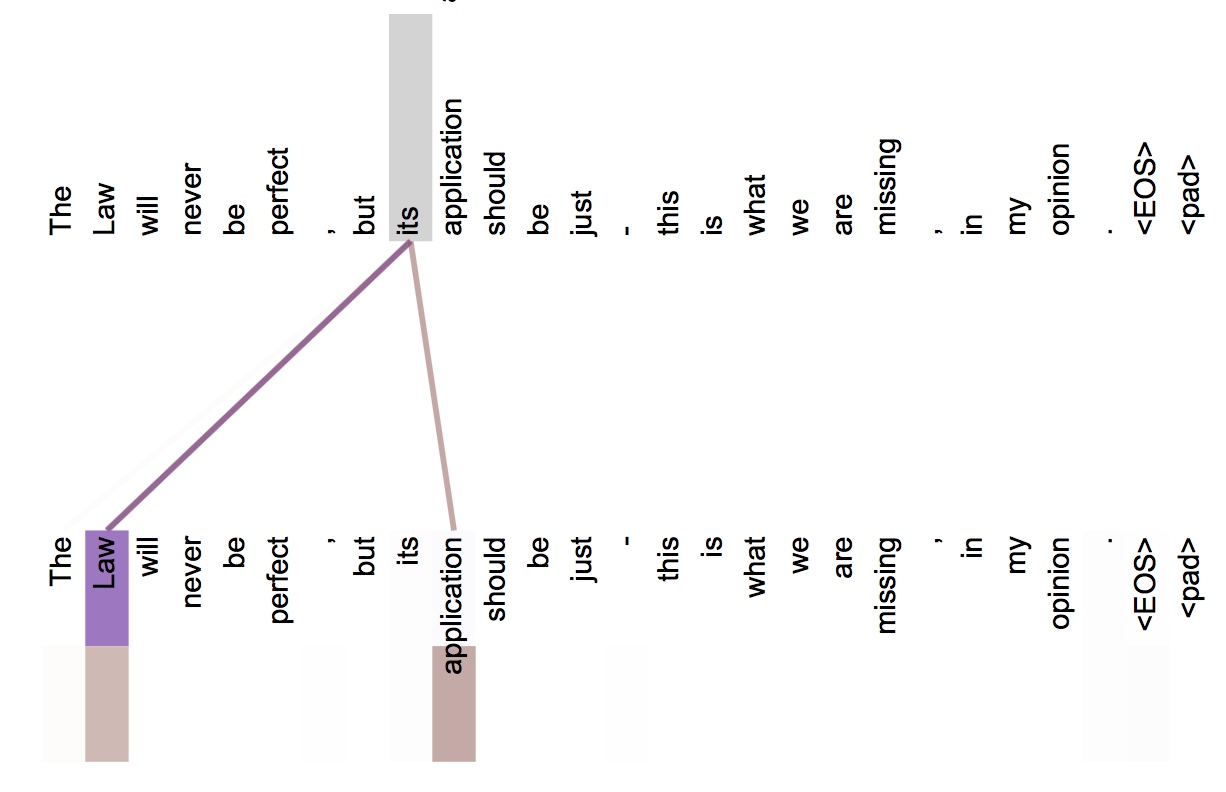 The Law will never be perfect , but its application should be just - this is what we are missing , in my opinion . <EOS> <pad>
The Law will never be perfect , but its application should be just - this is what we are missing , in my opinion . <EOS> <pad>